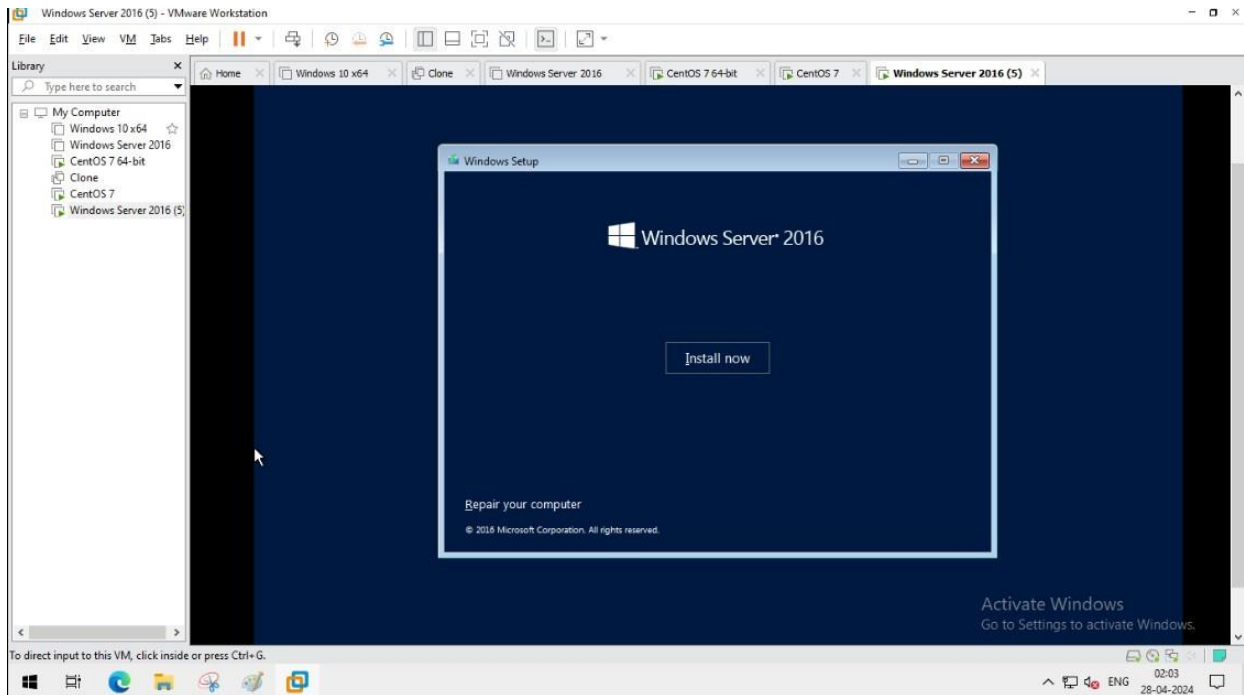 Windows Server 2016 (5) - VMware Workstation
File Edit View VM Tabs Help
Library
Type here to search
My Computer
Windows 10 x64
Windows Server 2016
CentOS 7 64-bit
Clone
CentOS 7
Windows Server 2016 (5)
Home Windows 10 x64 Clone Windows Server 2016 CentOS 7 64-bit CentOS 7 Windows Server 2016 (5)
Windows Setup
Windows Server 2016
Install now
Repair your computer
© 2016 Microsoft Corporation. All rights reserved.
Activate Windows
Go to Settings to activate Windows.
To direct input to this VM, click inside or press Ctrl+G.
ENG
02:03
28-04-2024